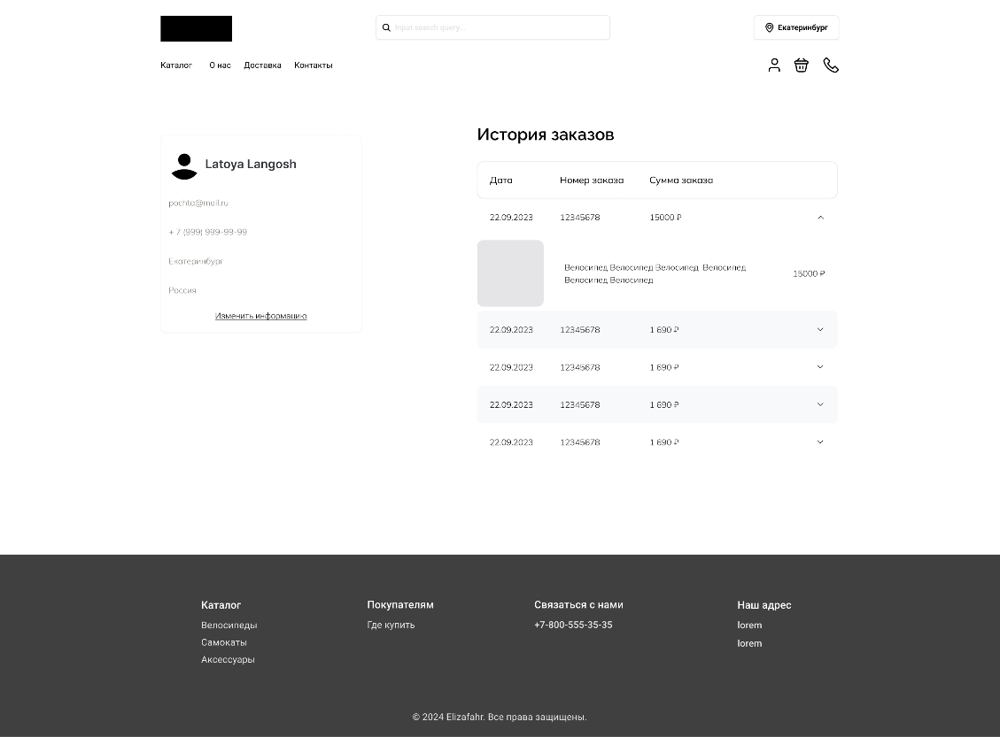 Input search query...
Екатеринбург
Каталог О нас Доставка Контакты
Latoya Langosh
pochta@mail.ru
+ 7 (999) 999-99-99
Екатеринбург
Россия
Изменить информацию
История заказов
Дата Номер заказа Сумма заказа
22.09.2023 12345678 15000 ₽
Велосипед Велосипед Велосипед Велосипед
Велосипед Велосипед
15000 ₽
22.09.2023 12345678 1 690 ₽
22.09.2023 12345678 1 690 ₽
22.09.2023 12345678 1 690 ₽
22.09.2023 12345678 1 690 ₽
Каталог
Велосипеды
Самокаты
Аксессуары
Покупателям
Где купить
Связаться с нами
+7-800-555-35-35
Наш адрес
lorem
lorem
© 2024 Elizafahr. Все права защищены.